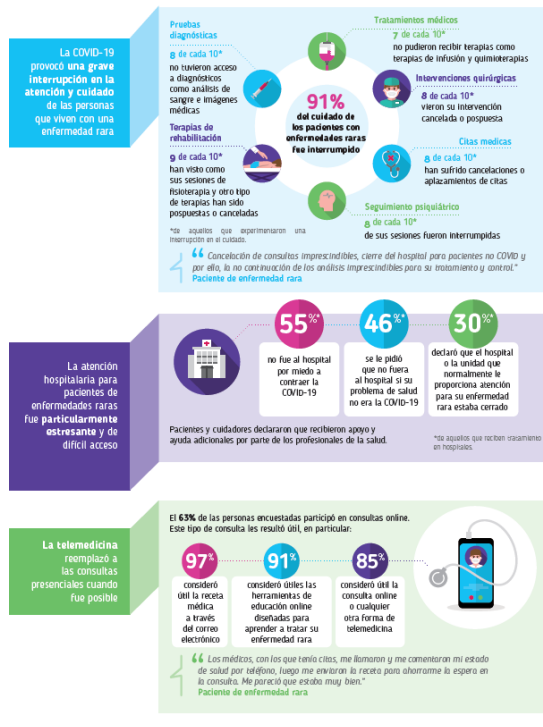 La COVID-19
provocó una grave
interrupción en la
atención y cuidado
de las personas
que viven con una
enfermedad rara
Pruebas
diagnósticas
8 de cada 10*
no tuvieron acceso
a diagnósticos
como análisis de
sangre e imágenes
médicas
Terapias de
rehabilitación
9 de cada 10*
han visto como
sus sesiones de
fisioterapia y otro tipo
de terapias han sido
pospuestas o canceladas
*de aquellos que experimentaron una
interrupción en el cuidado.
91%
del cuidado de
los pacientes con
enfermedades raras
fue interrumpido
Tratamientos médicos
7 de cada 10*
no pudieron recibir terapias como
terapias de infusión y quimioterapias
Intervenciones quirúrgicas
8 de cada 10*
vieron su intervención
cancelada o pospuesta
Citas medicas
8 de cada 10*
han sufrido cancelaciones o
aplazamientos de citas
Seguimiento psiquiátrico
8 de cada 10*
de sus sesiones fueron interrumpidas
“ Cancelación de consultas imprescindibles, cierre del hospital para pacientes no COVID y
por ello, la no continuación de los análisis imprescindibles para su tratamiento y control."
Paciente de enfermedad rara
La atención
hospitalaria para
pacientes de
enfermedades raras
fue particularmente
estresante y de
difícil acceso
55%*
no fue al hospital
por miedo a
contraer la
COVID-19
46%*
se le pidió
que no fuera
al hospital si su
problema de salud
no era la COVID-19
30%*
declaró que el hospital
o la unidad que
normalmente le
proporciona atención
para su enfermedad
rara estaba cerrado
Pacientes y cuidadores declararon que recibieron apoyo y
ayuda adicionales por parte de los profesionales de la salud.
*de aquellos que reciben tratamiento
en hospitales.
La telemedicina
reemplazó a
las consultas
presenciales cuando
fue posible
El 63% de las personas encuestadas participó en consultas online.
Este tipo de consulta les resultó útil, en particular:
97%
consideró
útil la receta
médica
a través
del correo
electrónico
91%
consideró útiles las
herramientas de
educación online
diseñadas para
aprender a tratar su
enfermedad rara
85%
consideró útil la
consulta online
o cualquier
otra forma de
telemedicina
“ Los médicos, con los que tenía citas, me llamaron y me comentaron mi estado
de salud por teléfono, luego me enviaron la receta para ahorrarme la espera en
la consulta. Me pareció que estaba muy bien."
Paciente de enfermedad rara